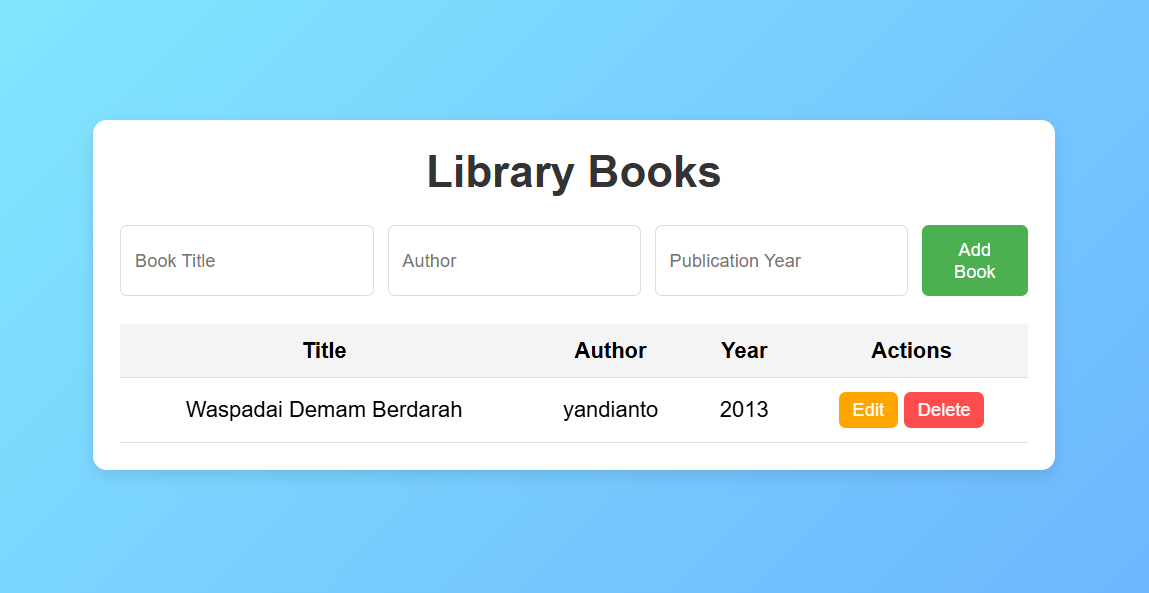 Library Books
Book Title
Author
Publication Year
Add
Book
Title Author Year Actions
Waspadai Demam Berdarah yandianto 2013 Edit Delete